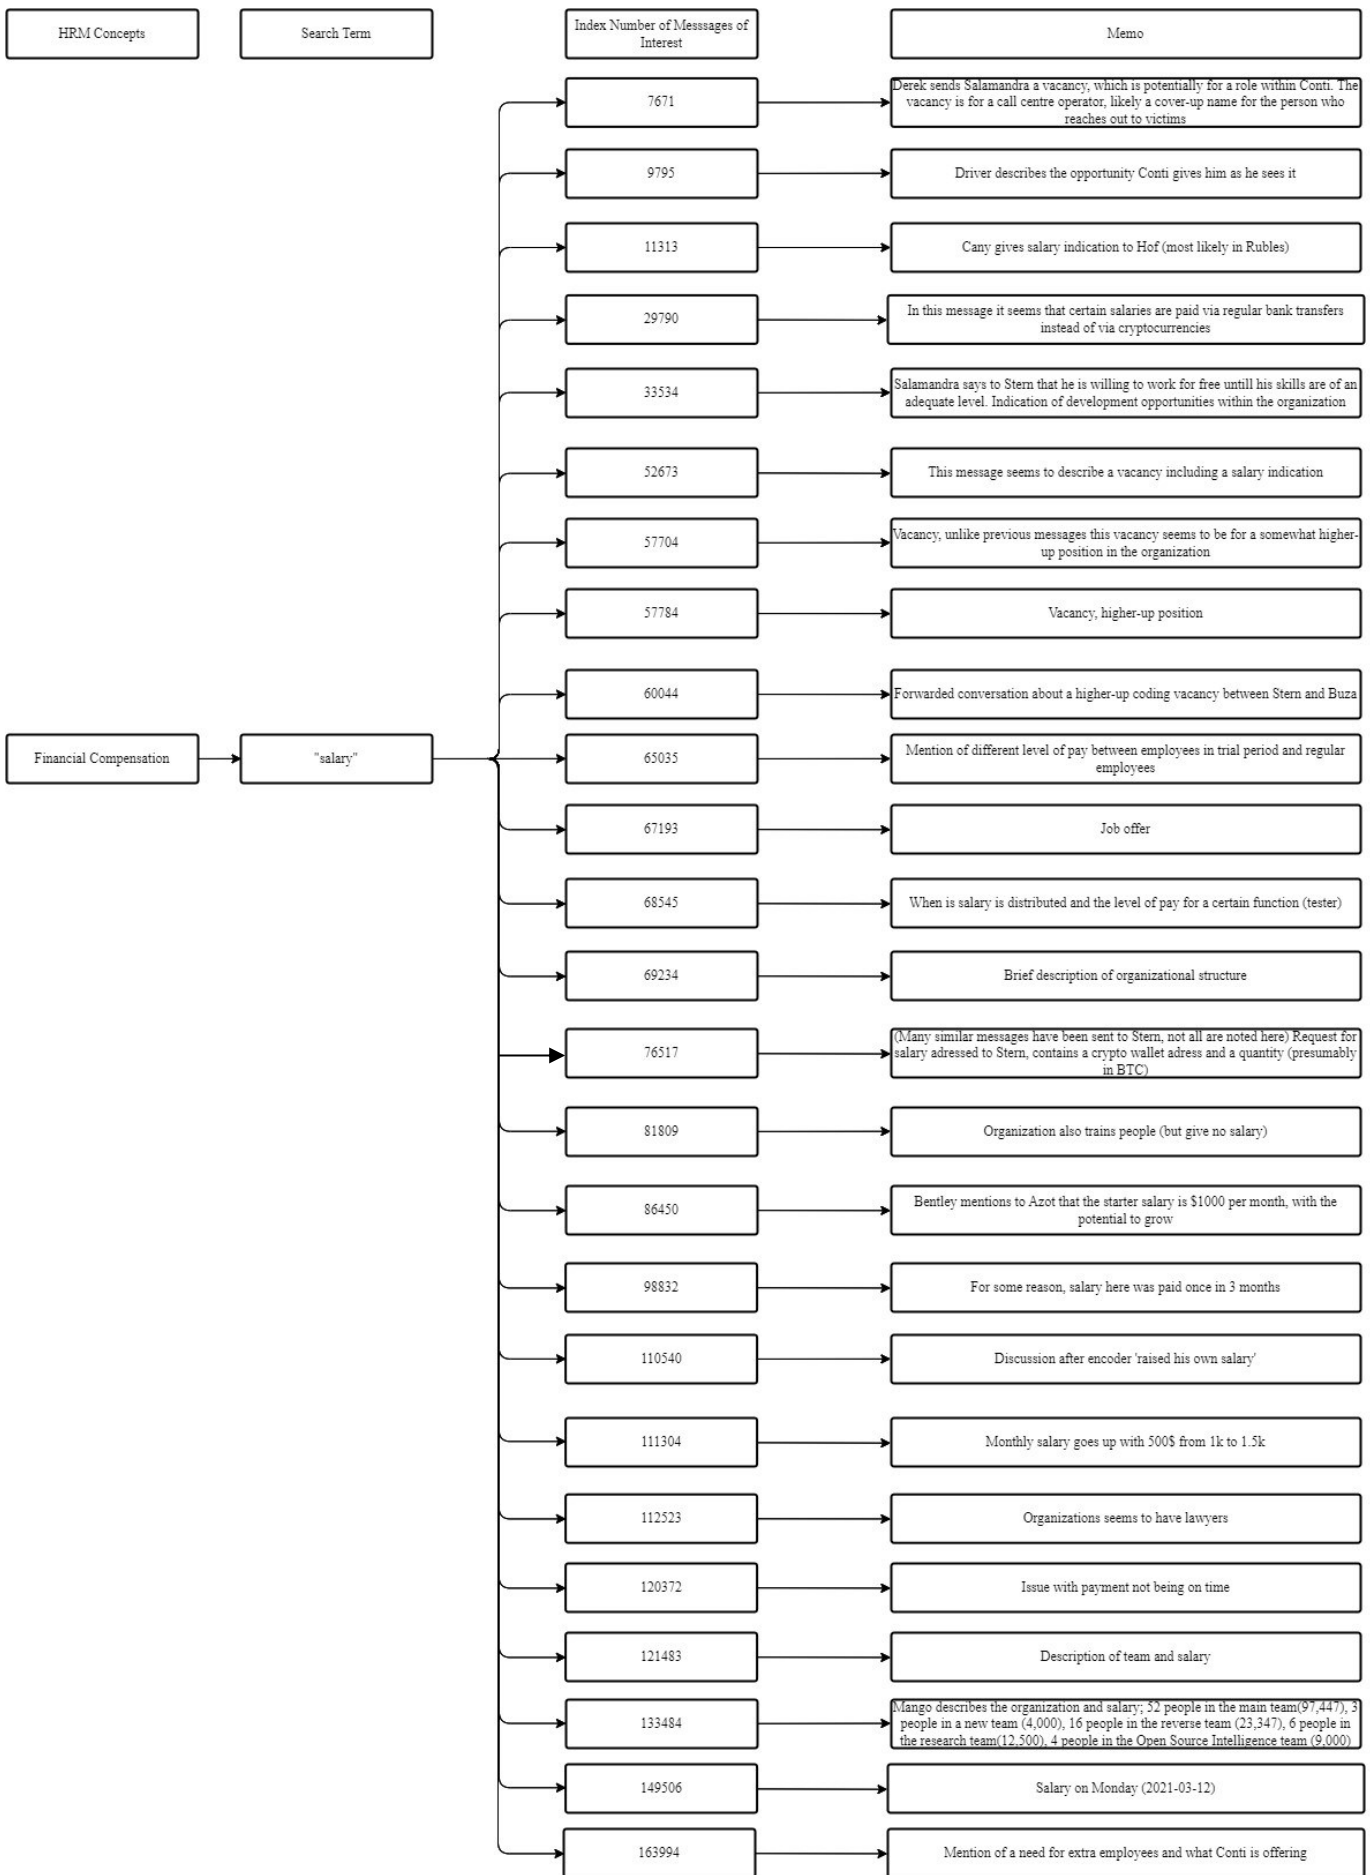 HRM Concepts
Search Term
Index Number of Messsages of
Interest
Memo
7671
Derek sends Salamandra a vacancy, which is potentially for a role within Conti. The
vacancy is for a call centre operator, likely a cover-up name for the person who
reaches out to victims
9795
Driver describes the opportunity Conti gives him as he sees it
11313
Cany gives salary indication to Hof (most likely in Rubles)
29790
In this message it seems that certain salaries are paid via regular bank transfers
instead of via cryptocurrencies
33534
Salamandra says to Stern that he is willing to work for free untill his skills are of an
adequate level. Indication of development opportunities within the organization
52673
This message seems to describe a vacancy including a salary indication
57704
Vacancy, unlike previous messages this vacancy seems to be for a somewhat higher-
up position in the organization
57784
Vacancy, higher-up position
60044
Forwarded conversation about a higher-up coding vacancy between Stern and Buza
Financial Compensation
"salary"
65035
Mention of different level of pay between employees in trial period and regular
employees
67193
Job offer
68545
When is salary is distributed and the level of pay for a certain function (tester)
69234
Brief description of organizational structure
76517
(Many similar messages have been sent to Stern, not all are noted here) Request for
salary adressed to Stern, contains a crypto wallet adress and a quantity (presumably
in BTC)
81809
Organization also trains people (but give no salary)
86450
Bentley mentions to Azot that the starter salary is $1000 per month, with the
potential to grow
98832
For some reason, salary here was paid once in 3 months
110540
Discussion after encoder 'raised his own salary'
111304
Monthly salary goes up with 500$ from 1k to 1.5k
112523
Organizations seems to have lawyers
120372
Issue with payment not being on time
121483
Description of team and salary
133484
Mango describes the organization and salary; 52 people in the main team(97,447), 3
people in a new team (4,000), 16 people in the reverse team (23,347), 6 people in
the research team(12,500), 4 people in the Open Source Intelligence team (9,000)
149506
Salary on Monday (2021-03-12)
163994
Mention of a need for extra employees and what Conti is offering